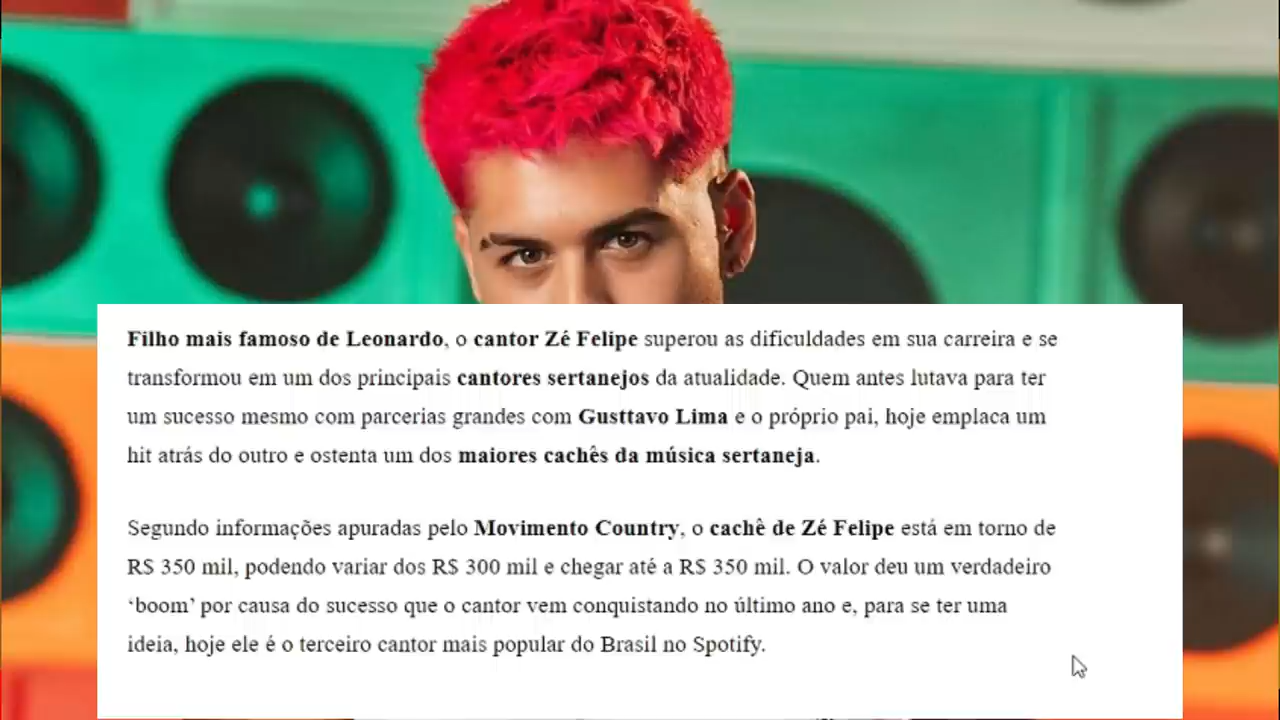 Filho mais famoso de Leonardo, o cantor Zé Felipe superou as dificuldades em sua carreira e se
transformou em um dos principais cantores sertanejos da atualidade. Quem antes lutava para ter
um sucesso mesmo com parcerias grandes com Gusttavo Lima e o próprio pai, hoje emplaca um
hit atrás do outro e ostenta um dos maiores cachês da música sertaneja.
Segundo informações apuradas pelo Movimento Country, o cachê de Zé Felipe está em torno de
R$ 350 mil, podendo variar dos R$ 300 mil e chegar até a R$ 350 mil. O valor deu um verdadeiro
‘boom’ por causa do sucesso que o cantor vem conquistando no último ano e, para se ter uma
ideia, hoje ele é o terceiro cantor mais popular do Brasil no Spotify.